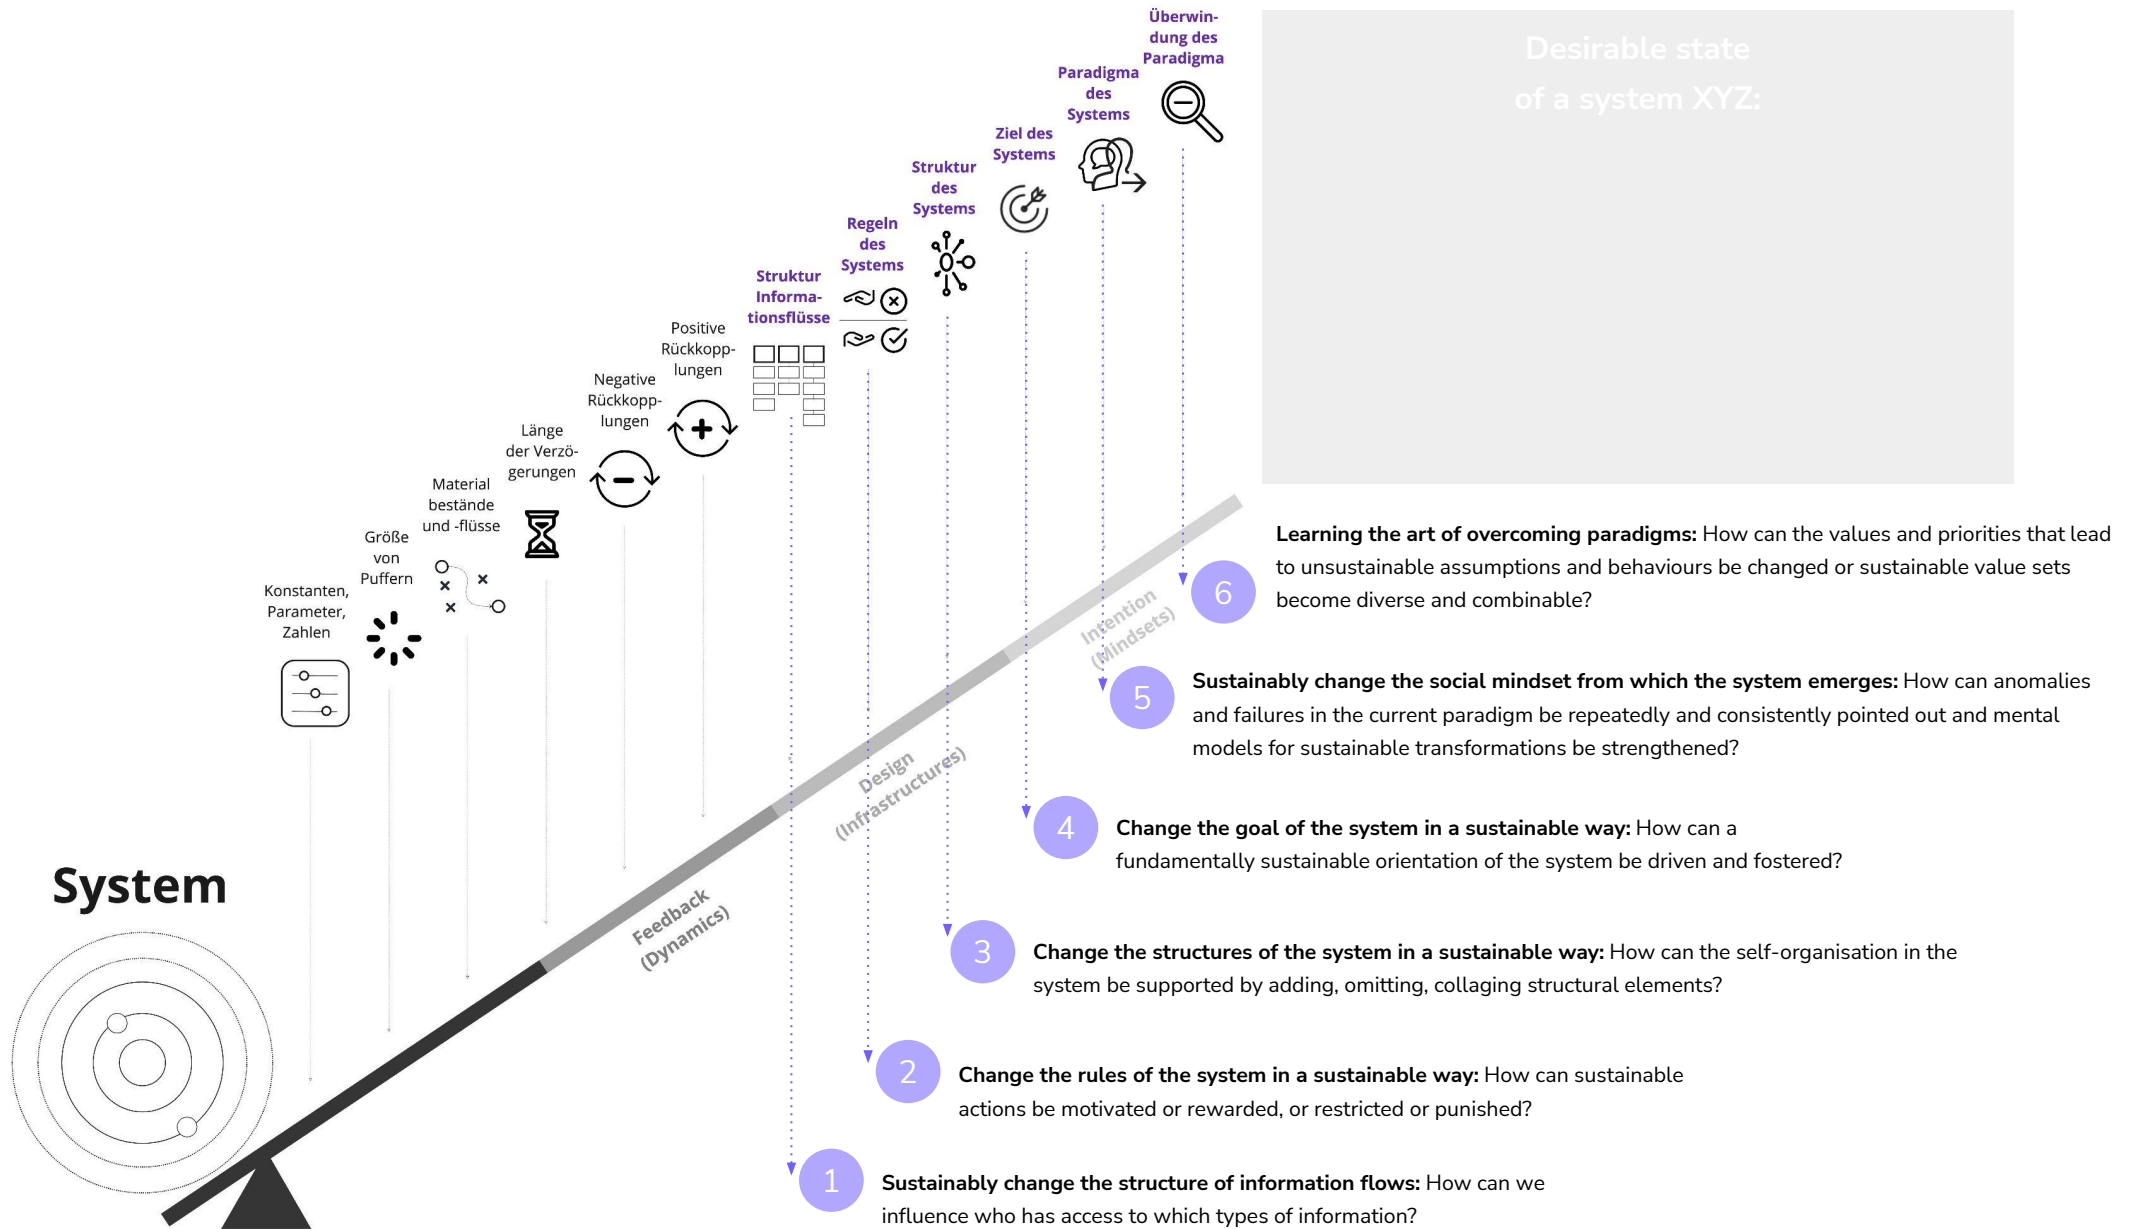 Überwin-
dung des
Paradigma
Paradigma
des
Systems
Ziel des
Systems
Struktur
des
Systems
Regeln
des
Systems
Struktur
Informa-
tionsflüsse
Positive
Rückkopp-
lungen
Negative
Rückkopp-
lungen
Länge
der Verzö-
gerungen
Material
bestände
und -flüsse
Größe
von
Puffern
Konstanten,
Parameter,
Zahlen
Desirable state
of a system XYZ:
System
Feedback
(Dynamics)
Design
(Infrastructures)
Intention
(Mindsets)
6
Learning the art of overcoming paradigms: How can the values and priorities that lead
to unsustainable assumptions and behaviours be changed or sustainable value sets
become diverse and combinable?
5
Sustainably change the social mindset from which the system emerges: How can anomalies
and failures in the current paradigm be repeatedly and consistently pointed out and mental
models for sustainable transformations be strengthened?
4
Change the goal of the system in a sustainable way: How can a
fundamentally sustainable orientation of the system be driven and fostered?
3
Change the structures of the system in a sustainable way: How can the self-organisation in the
system be supported by adding, omitting, collaging structural elements?
2
Change the rules of the system in a sustainable way: How can sustainable
actions be motivated or rewarded, or restricted or punished?
1
Sustainably change the structure of information flows: How can we
influence who has access to which types of information?